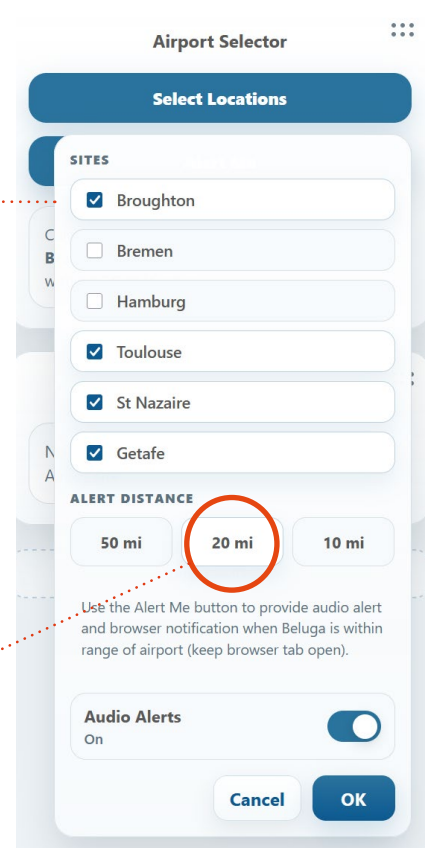 Airport Selector
Select Locations
SITES
Broughton
C
Bremen
B
w
Hamburg
Toulouse
St Nazaire
N
Getafe
A
ALERT DISTANCE
50 mi
20 mi
10 mi
Use the Alert Me button to provide audio alert
and browser notification when Beluga is within
range of airport (keep browser tab open).
Audio Alerts
On
Cancel
OK